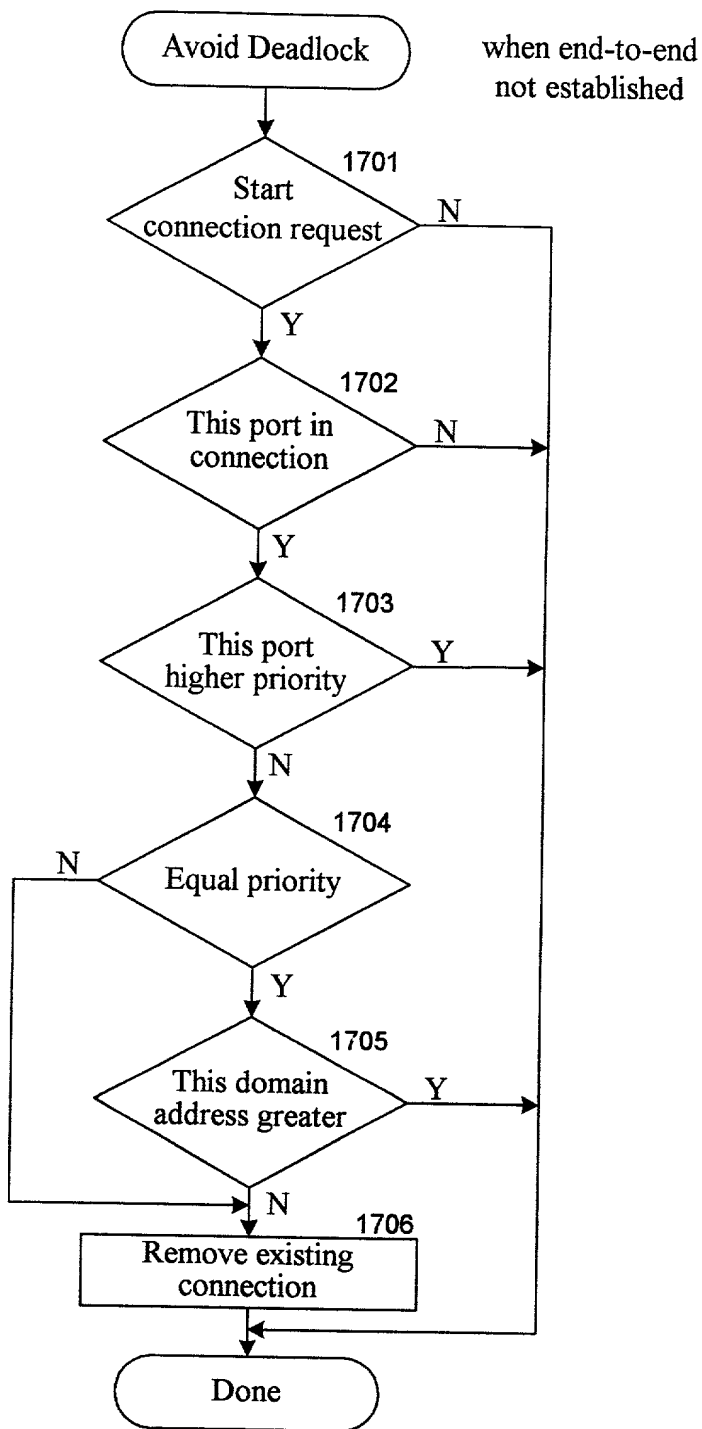 Avoid Deadlock
when end-to-end
not established
1701
Start
connection request
N
Y
1702
This port in
connection
N
Y
1703
This port
higher priority
Y
N
1704
N
Equal priority
Y
1705
This domain
address greater
Y
N
1706
Remove existing
connection
Done